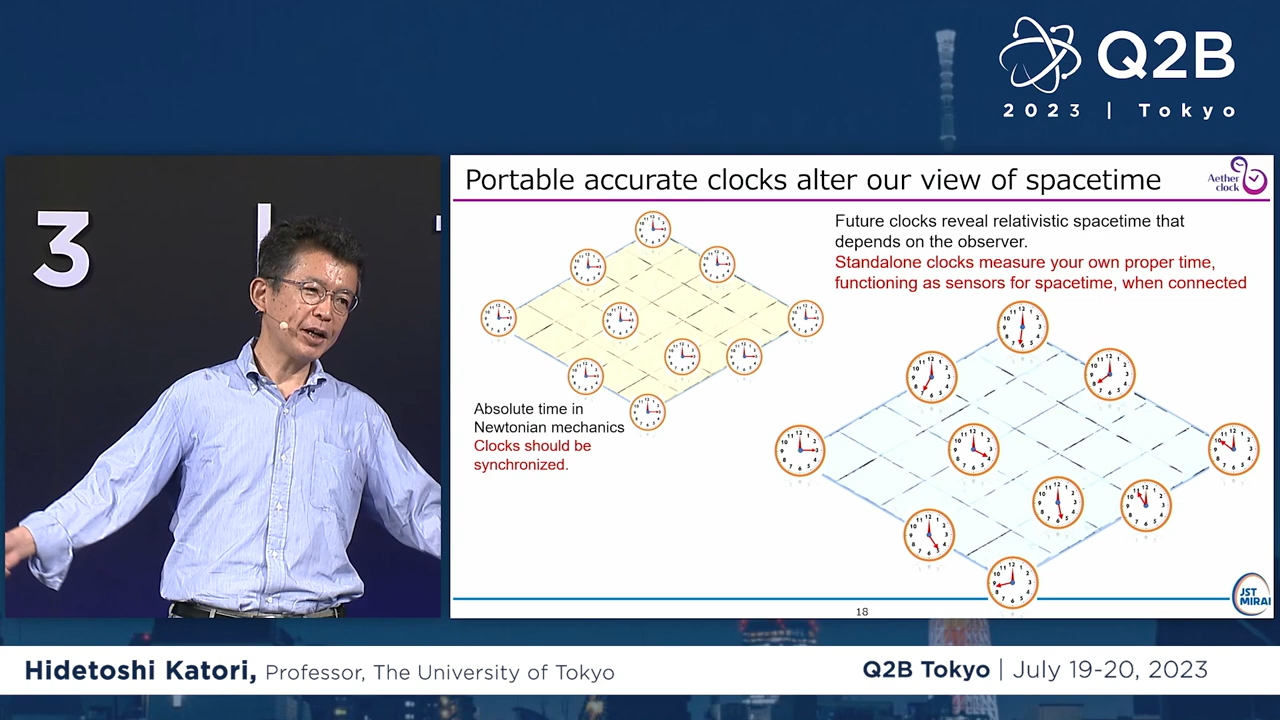 Q2B
2023 | Tokyo
3
Portable accurate clocks alter our view of spacetime
Aether
clock
Future clocks reveal relativistic spacetime that
depends on the observer.
Standalone clocks measure your own proper time,
functioning as sensors for spacetime, when connected
Absolute time in
Newtonian mechanics
Clocks should be
synchronized.
18
JST
MIRAI
Hidetoshi Katori, Professor, The University of Tokyo
Q2B Tokyo | July 19-20, 2023